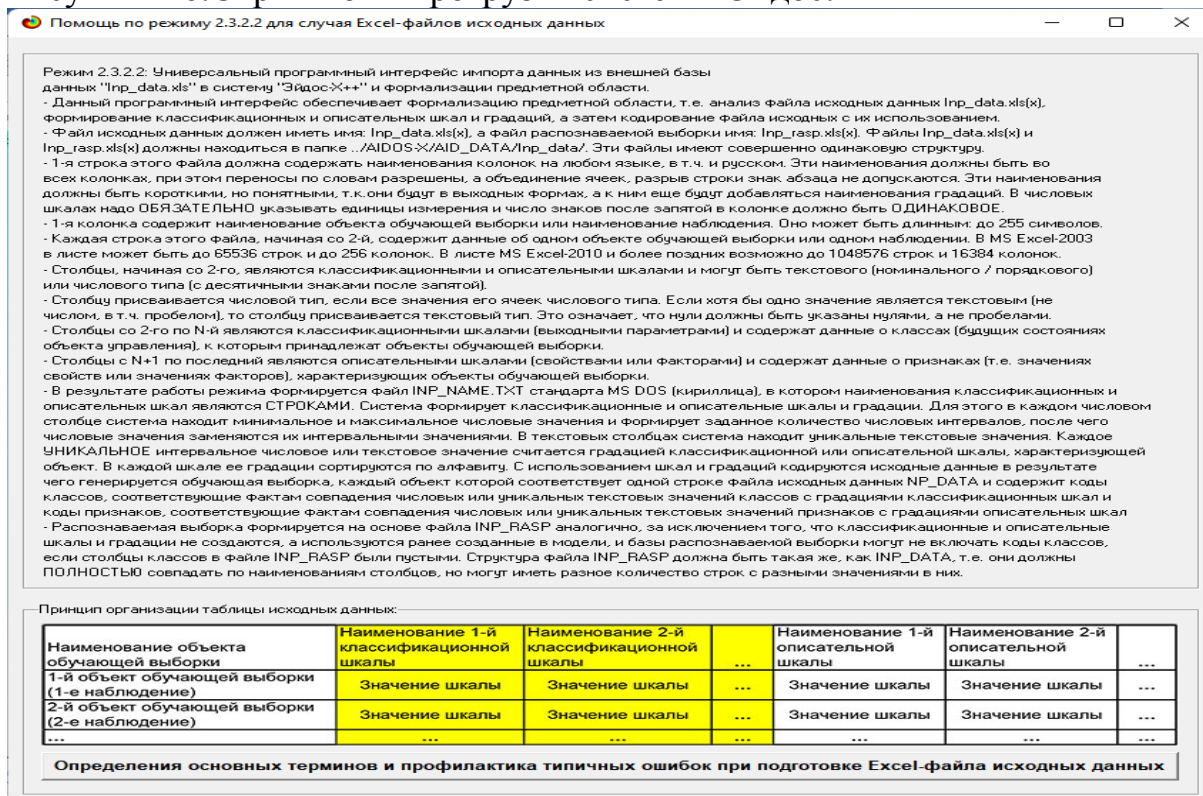 Помощь по режиму 2.3.2.2 для случая Excel-файлов исходных данных
Режим 2.3.2.2: Универсальный программный интерфейс импорта данных из внешней базы
данных "Inp_data.xls" в систему "Эйдос-X++" и формализации предметной области.
- Данный программный интерфейс обеспечивает формализацию предметной области, т.е. анализ файла исходных данных Inp_data.xls(x),
формирование классификационных и описательных шкал и градаций, а затем кодирование файла исходных с их использованием.
- Файл исходных данных должен иметь имя: Inp_data.xls(x), а файл распознаваемой выборки имя: Inp_rasp.xls(x). Файлы Inp_data.xls(x) и
Inp_rasp.xls(x) должны находиться в папке ../AIDOS-X/AID_DATA/Inp_data/. Эти файлы имеют совершенно одинаковую структуру.
- 1-я строка этого файла должна содержать наименования колонок на любом языке, в т.ч. и русском. Эти наименования должны быть во
всех колонках, при этом переносы по словам разрешены, а объединение ячеек, разрыв строки знак абзаца не допускаются. Эти наименования
должны быть короткими, но понятными, т.к.они будут в выходных формах, а к ним еще будут добавляться наименования градаций. В числовых
шкалах надо ОБЯЗАТЕЛЬНО указывать единицы измерения и число знаков после запятой в колонке должно быть ОДИНАКОВОЕ.
- 1-я колонка содержит наименование объекта обучающей выборки или наименование наблюдения. Оно может быть длинным: до 255 символов.
- Каждая строка этого файла, начиная со 2-й, содержит данные об одном объекте обучающей выборки или одном наблюдении. В MS Excel-2003
в листе может быть до 65536 строк и до 256 колонок. В листе MS Excel-2010 и более поздних возможно до 1048576 строк и 16384 колонок.
- Столбцы, начиная со 2-го, являются классификационными и описательными шкалами и могут быть текстового (номинального / порядкового)
или числового типа (с десятичными знаками после запятой).
- Столбцу присваивается числовой тип, если все значения его ячеек числового типа. Если хотя бы одно значение является текстовым (не
числом, в т.ч. пробелом), то столбцу присваивается текстовый тип. Это означает, что нули должны быть указаны нулями, а не пробелами.
- Столбцы со 2-го по N-й являются классификационными шкалами (выходными параметрами) и содержат данные о классах (будущих состояниях
объекта управления), к которым принадлежат объекты обучающей выборки.
- Столбцы с N+1 по последний являются описательными шкалами (свойствами или факторами) и содержат данные о признаках (т.е. значениях
свойств или значениях факторов), характеризующих объекты обучающей выборки.
- В результате работы режима формируется файл INP_NAME.TXT стандарта MS DOS (кириллица), в котором наименования классификационных и
описательных шкал являются СТРОКАМИ. Система формирует классификационные и описательные шкалы и градации. Для этого в каждом числовом
столбце система находит минимальное и максимальное числовые значения и формирует заданное количество числовых интервалов, после чего
числовые значения заменяются их интервальными значениями. В текстовых столбцах система находит уникальные текстовые значения. Каждое
УНИКАЛЬНОЕ интервальное числовое или текстовое значение считается градацией классификационной или описательной шкалы, характеризующей
объект. В каждой шкале ее градации сортируются по алфавиту. С использованием шкал и градаций кодируются исходные данные в результате
чего генерируется обучающая выборка, каждый объект которой соответствует одной строке файла исходных данных NP_DATA и содержит коды
классов, соответствующие фактам совпадения числовых или уникальных текстовых значений классов с градациями классификационных шкал и
коды признаков, соответствующие фактам совпадения числовых или уникальных текстовых значений признаков с градациями описательных шкал
- Распознаваемая выборка формируется на основе файла INP_RASP аналогично, за исключением того, что классификационные и описательные
шкалы и градации не создаются, а используются ранее созданные в модели, и базы распознаваемой выборки могут не включать коды классов,
если столбцы классов в файле INP_RASP были пустыми. Структура файла INP_RASP должна быть такая же, как INP_DATA, т.е. они должны
ПОЛНОСТЬЮ совпадать по наименованиям столбцов, но могут иметь разное количество строк с разными значениями в них.
Принцип организации таблицы исходных данных:
Наименование объекта обучающей выборки Наименование 1-й классификационной шкалы Наименование 2-й классификационной шкалы ... Наименование 1-й описательной шкалы Наименование 2-й описательной шкалы ...
1-й объект обучающей выборки (1-е наблюдение) Значение шкалы Значение шкалы ... Значение шкалы Значение шкалы ...
2-й объект обучающей выборки (2-е наблюдение) Значение шкалы Значение шкалы ... Значение шкалы Значение шкалы ...
... ... ... ... ... ... ...
Определения основных терминов и профилактика типичных ошибок при подготовке Excel-файла исходных данных